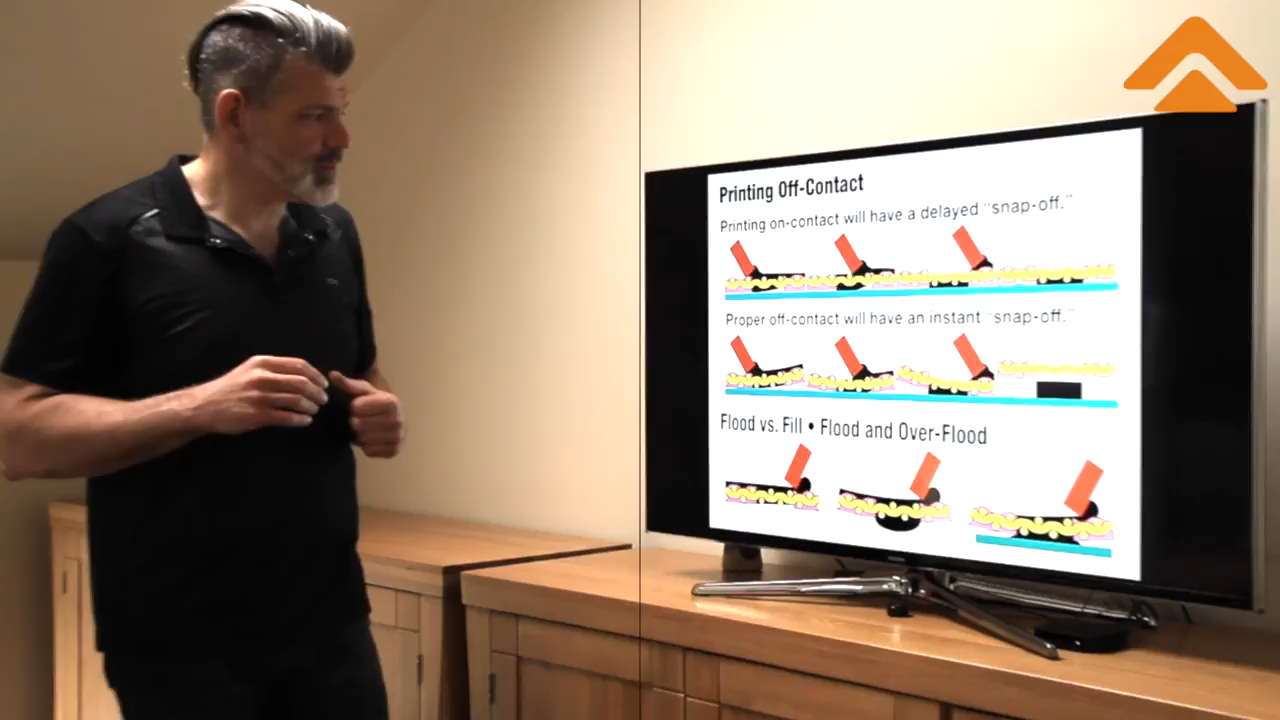 Printing Off-Contact
Printing on-contact will have a delayed “snap-off.”
Proper off-contact will have an instant “snap-off.”
Flood vs. Fill • Flood and Over-Flood